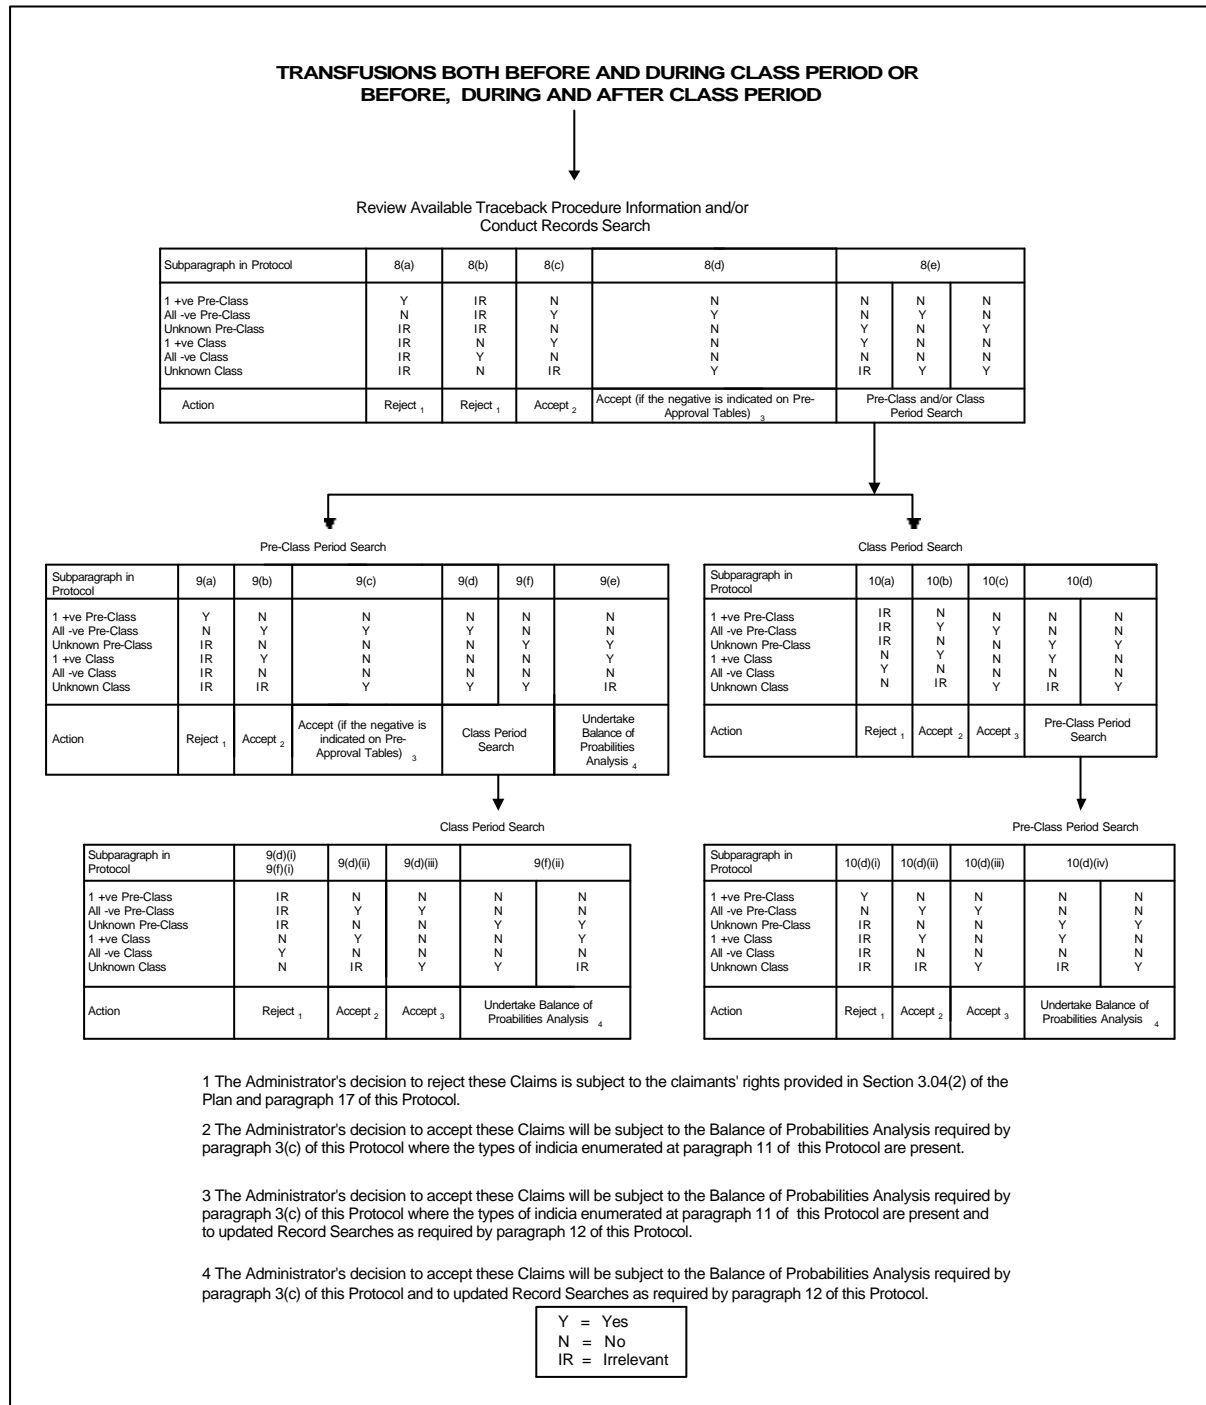 TRANSFUSIONS BOTH BEFORE AND DURING CLASS PERIOD OR
BEFORE, DURING AND AFTER CLASS PERIOD
Review Available Traceback Procedure Information and/or
Conduct Records Search
Subparagraph in Protocol 8(a) 8(b) 8(c) 8(d) 8(e)
1 +ve Pre-Class Y IR N N N N N
All -ve Pre-Class N IR Y Y N Y N
Unknown Pre-Class IR IR N N Y N Y
1 +ve Class IR N Y N Y N N
All -ve Class IR Y N N N N N
Unknown Class IR N IR Y IR Y Y
Action Reject 1 Reject 1 Accept 2 Accept (if the negative is indicated on Pre- Pre-Class and/or Class
Approval Tables) 3 Period Search
Pre-Class Period Search
Subparagraph in 9(a) 9(b) 9(c) 9(d) 9(f) 9(e)
Protocol
1 +ve Pre-Class Y N N N N N
All -ve Pre-Class N Y Y Y N N
Unknown Pre-Class IR N N N Y Y
1 +ve Class IR Y N N N Y
All -ve Class IR N N N N N
Unknown Class IR IR Y Y Y IR
Action Reject 1 Accept 2 Accept (if the negative is
indicated on Pre-
Approval Tables) 3
Class Period
Search
Undertake
Balance of
Proabilities
Analysis 4
Class Period Search
Subparagraph in 10(a) 10(b) 10(c) 10(d)
Protocol
1 +ve Pre-Class IR N N N N
All -ve Pre-Class IR Y Y N N
Unknown Pre-Class IR N N Y Y
1 +ve Class N Y N Y N
All -ve Class Y N N N N
Unknown Class N IR Y IR Y
Action Reject 1 Accept 2 Accept 3 Pre-Class Period
Search
Class Period Search
Subparagraph in 9(d)(i) 9(d)(ii) 9(d)(iii) 9(f)(ii)
Protocol 9(f)(i)
1 +ve Pre-Class IR N N N N
All -ve Pre-Class IR Y Y N N
Unknown Pre-Class IR N N Y Y
1 +ve Class N Y N N Y
All -ve Class Y N N N N
Unknown Class N IR Y Y IR
Action Reject 1 Accept 2 Accept 3 Undertake Balance of
Proabilities Analysis 4
Pre-Class Period Search
Subparagraph in 10(d)(i) 10(d)(ii) 10(d)(iii) 10(d)(iv)
Protocol
1 +ve Pre-Class Y N N N N
All -ve Pre-Class N Y Y N N
Unknown Pre-Class IR N N Y Y
1 +ve Class IR Y N Y N
All -ve Class IR N N N N
Unknown Class IR IR Y IR Y
Action Reject 1 Accept 2 Accept 3 Undertake Balance of
Proabilities Analysis 4
1 The Administrator's decision to reject these Claims is subject to the claimants' rights provided in Section 3.04(2) of the
Plan and paragraph 17 of this Protocol.
2 The Administrator's decision to accept these Claims will be subject to the Balance of Probabilities Analysis required by
paragraph 3(c) of this Protocol where the types of indicia enumerated at paragraph 11 of this Protocol are present.
3 The Administrator's decision to accept these Claims will be subject to the Balance of Probabilities Analysis required by
paragraph 3(c) of this Protocol where the types of indicia enumerated at paragraph 11 of this Protocol are present and
to updated Record Searches as required by paragraph 12 of this Protocol.
4 The Administrator's decision to accept these Claims will be subject to the Balance of Probabilities Analysis required by
paragraph 3(c) of this Protocol and to updated Record Searches as required by paragraph 12 of this Protocol.
Y = Yes
N = No
IR = Irrelevant